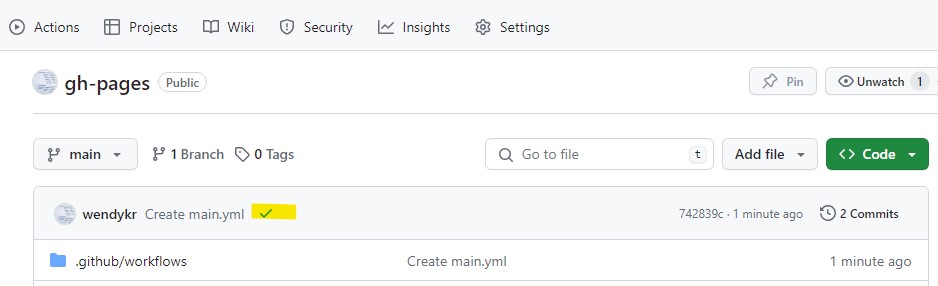 Actions Projects Wiki Security Insights Settings
gh-pages Public Pin Unwatch 1
main 1 Branch 0 Tags Go to file t Add file Code
wendykr Create main.yml 742839c · 1 minute ago 2 Commits
.github/workflows Create main.yml 1 minute ago